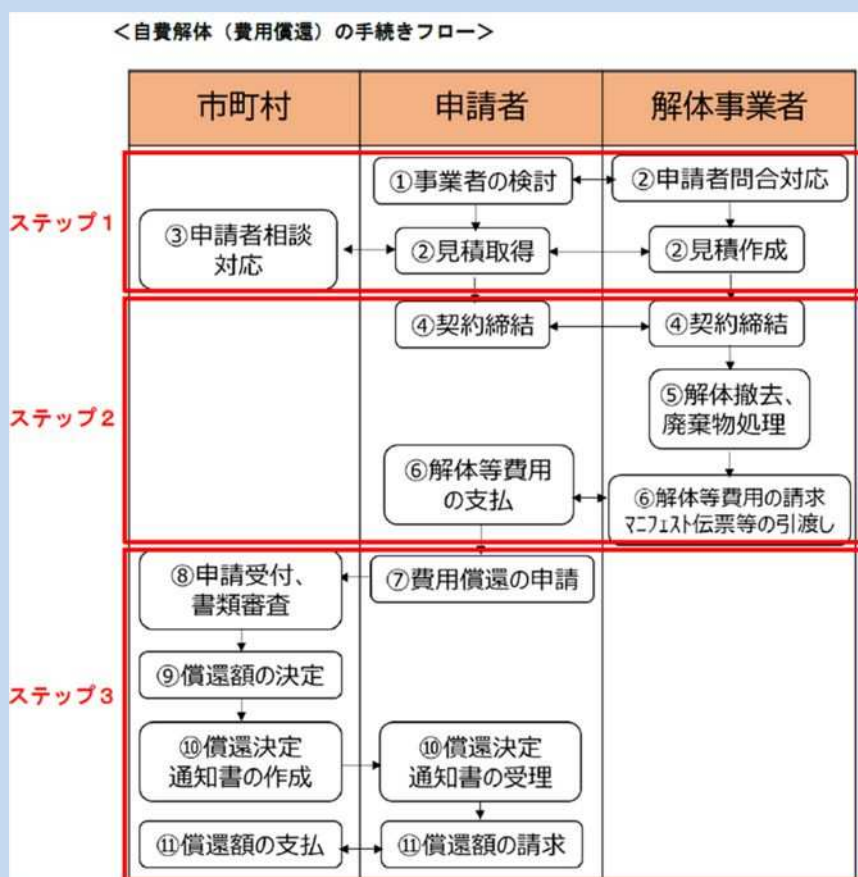 ＜自費解体（費用償還）の手続きフロー＞
市町村
申請者
解体事業者
ステップ１
①事業者の検討
②申請者問合対応
③申請者相談
対応
②見積取得
②見積作成
ステップ２
④契約締結
④契約締結
⑤解体撤去、
廃棄物処理
⑥解体等費用
の支払
⑥解体等費用の請求
ﾏﾆﾌｪｽﾄ伝票等の引渡し
ステップ３
⑧申請受付、
書類審査
⑦費用償還の申請
⑨償還額の決定
⑩償還決定
通知書の作成
⑩償還決定
通知書の受理
⑪償還額の支払
⑪償還額の請求